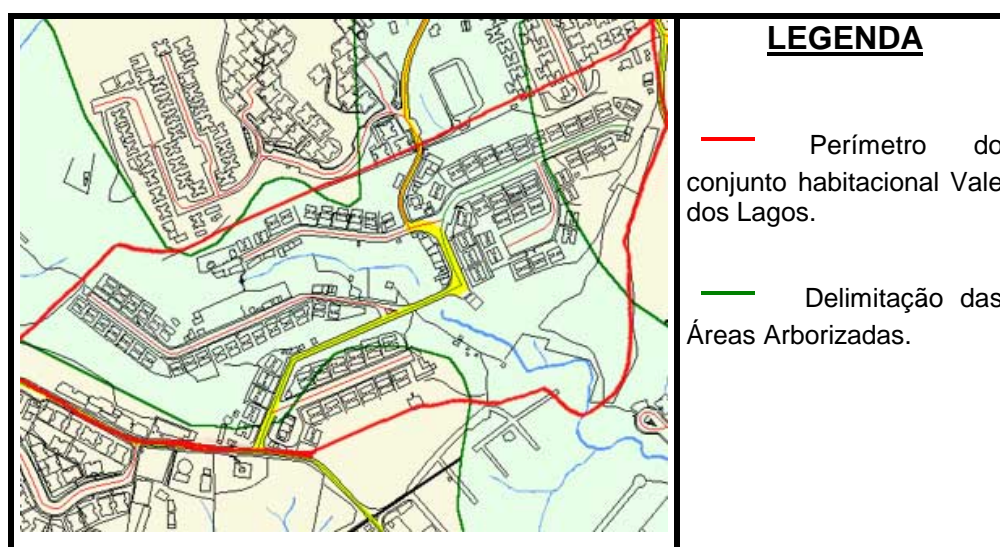 LEGENDA
Perímetro do
conjunto habitacional Vale
dos Lagos.
Delimitação das
Áreas Arborizadas.